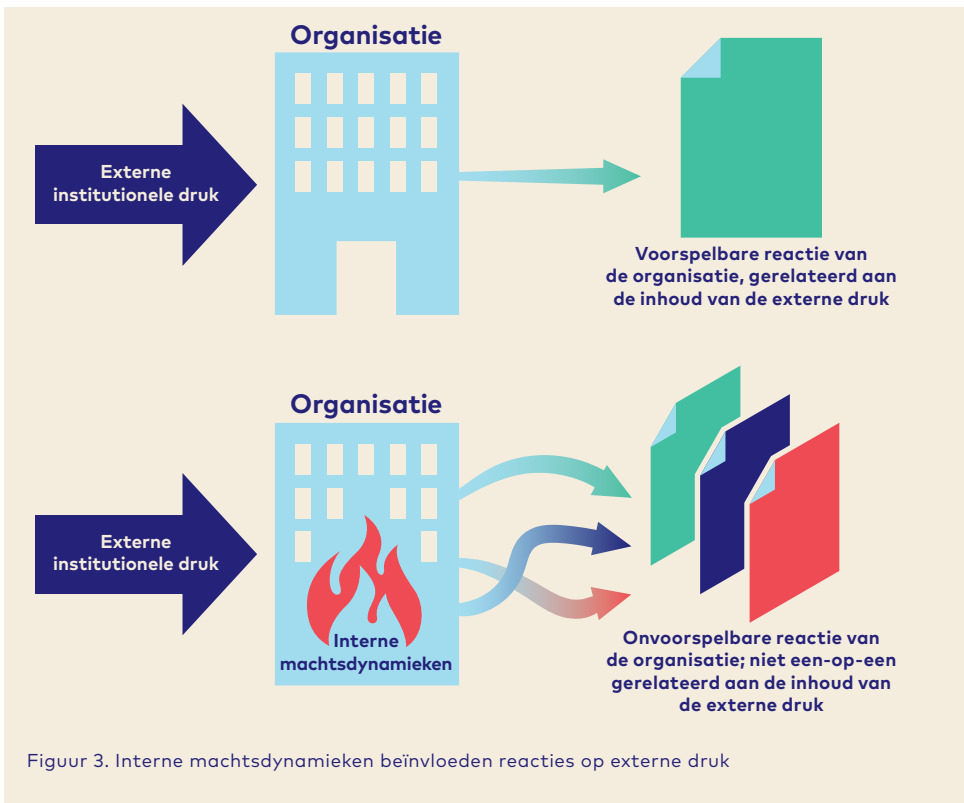 Organisatie
Externe
institutionele druk
Voorspelbare reactie van
de organisatie, gerelateerd aan
de inhoud van de externe druk
Organisatie
Externe
institutionele druk
Interne
machtsdynamieken
Onvoorspelbare reactie van
de organisatie; niet een-op-een
gerelateerd aan de inhoud van
de externe druk
Figuur 3. Interne machtsdynamieken beïnvloeden reacties op externe druk